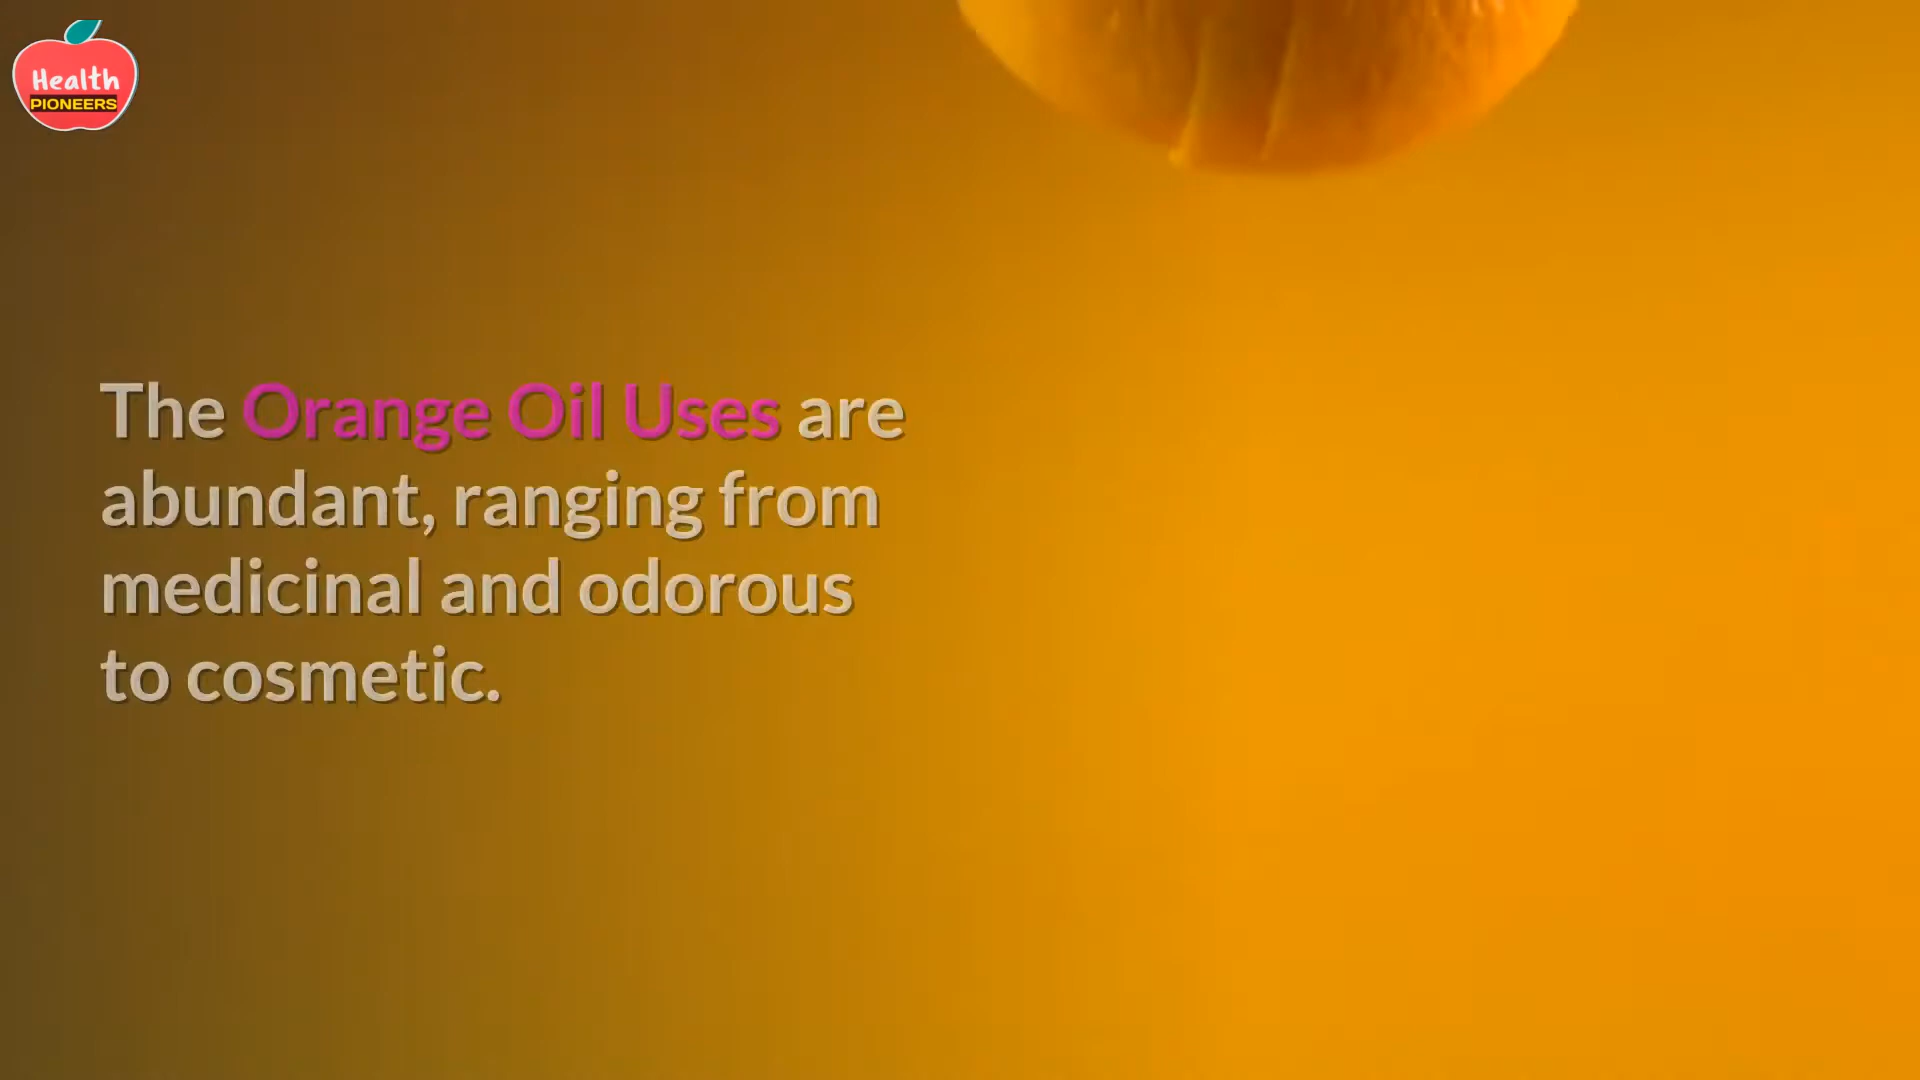 Health
PIONEERS
The Orange Oil Uses are
abundant, ranging from
medicinal and odorous
to cosmetic.